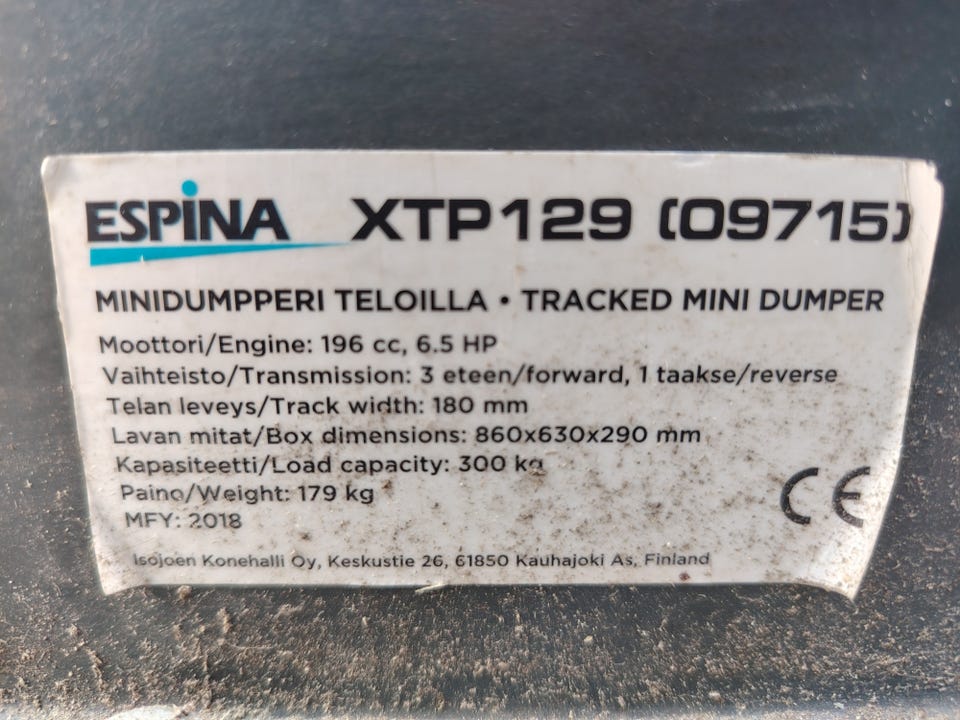 ESPINA XTP129 (09715)
MINIDUMPPERI TELOILLA • TRACKED MINI DUMPER
Moottori/Engine: 196 cc, 6.5 HP
Vaihteisto/Transmission: 3 eteen/forward, 1 taakse/reverse
Telan leveys/Track width: 180 mm
Lavan mitat/Box dimensions: 860x630x290 mm
Kapasiteetti/Load capacity: 300 kg
Paino/Weight: 179 kg
MFY: 2018
CE
Isojoen Konehalli Oy, Keskustie 26, 61850 Kauhajoki As, Finland